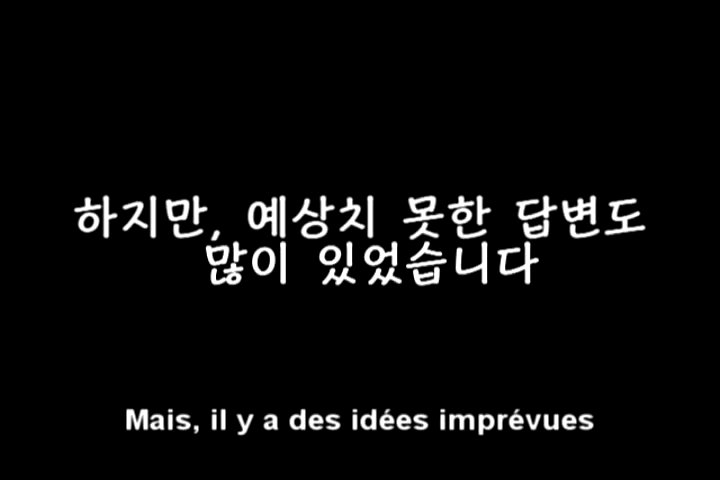 하지만, 예상치 못한 답변도
많이 있었습니다
Mais, il y a des idées imprévues